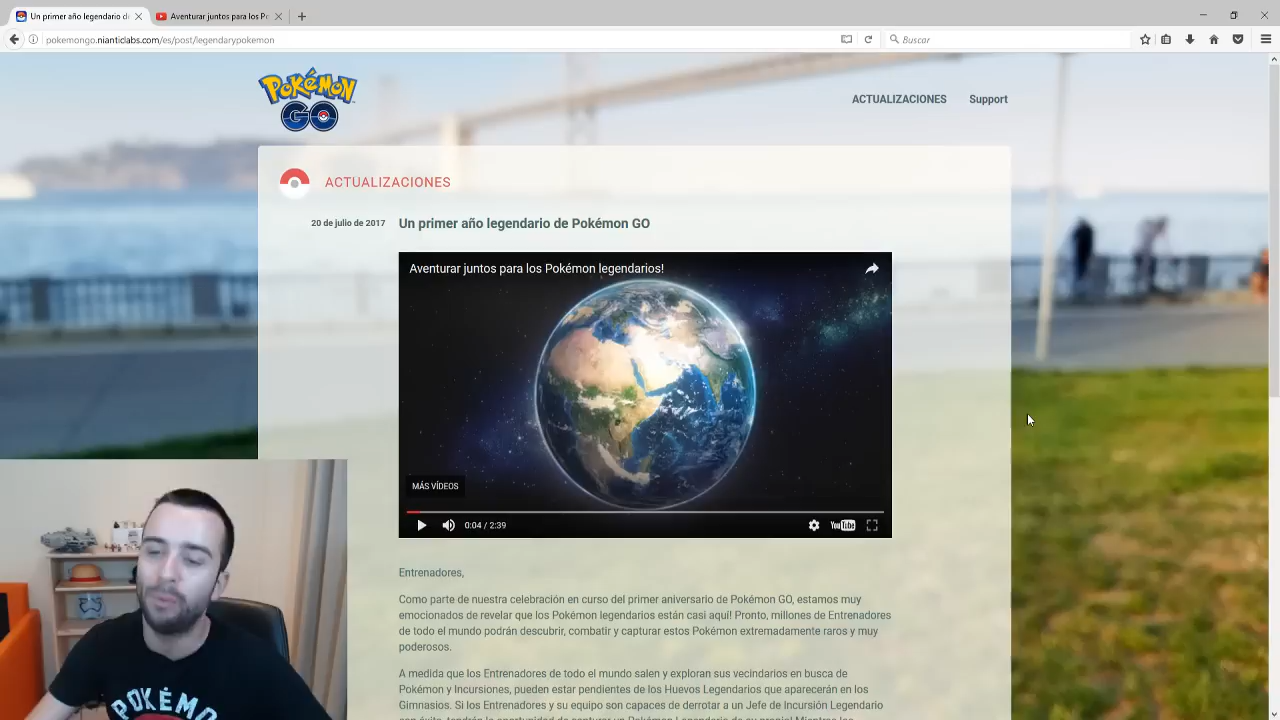 Un primer año legendario d
Aventurar juntos para los P
pokemongo.nianticlabs.com/es/post/legendarypokemon
Buscar
POKÉMON
GO
ACTUALIZACIONES
Support
ACTUALIZACIONES
20 de julio de 2017
Un primer año legendario de Pokémon GO
Aventurar juntos para los Pokémon legendarios!
MÁS VÍDEOS
0:04 / 2:39
YouTube
Entrenadores,
Como parte de nuestra celebración en curso del primer aniversario de Pokémon GO, estamos muy
emocionados de revelar que los Pokémon legendarios están casi aquí! Pronto, millones de Entrenadores
de todo el mundo podrán descubrir, combatir y capturar estos Pokémon extremadamente raros y muy
poderosos.
A medida que los Entrenadores de todo el mundo salen y exploran sus vecindarios en busca de
Pokémon y Incursiones, pueden estar pendientes de los Huevos Legendarios que aparecerán en los
Gimnasios. Si los Entrenadores y su equipo son capaces de derrotar a un Jefe de Incursión Legendario
POKÉMO